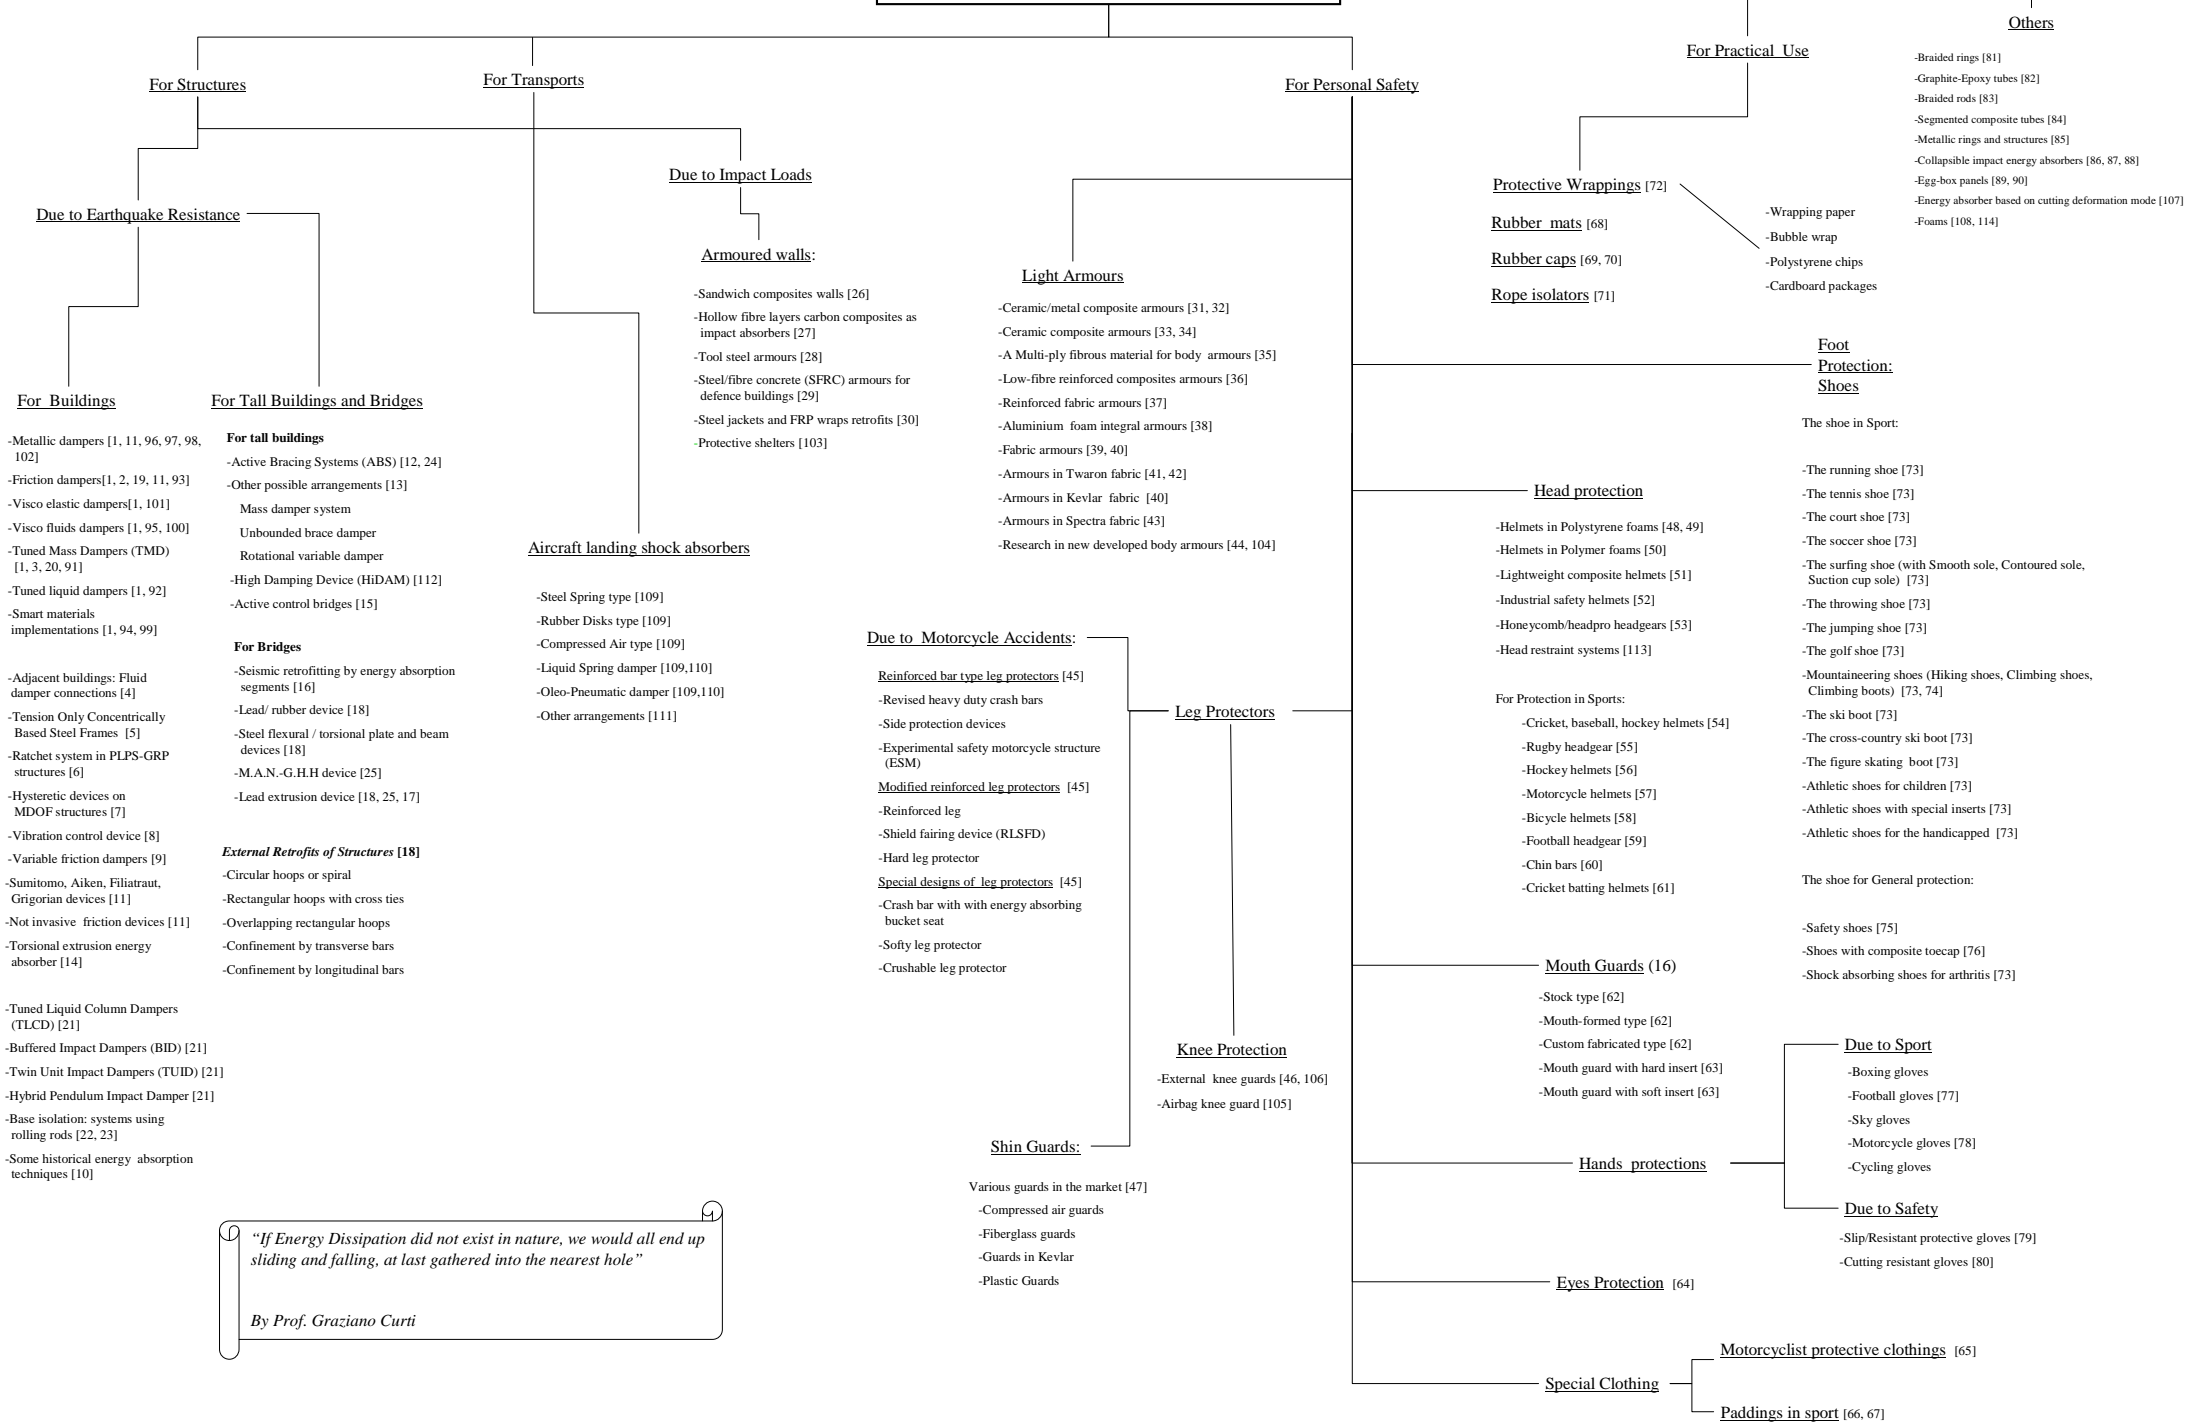 For Structures
For Transports
For Personal Safety
For Practical  Use
Others
-Braided rings [81]
-Graphite-Epoxy tubes [82]
-Braided rods [83]
-Segmented composite tubes [84]
-Metallic rings and structures [85]
-Collapsible impact energy absorbers [86, 87, 88]
-Egg-box panels [89, 90]
-Energy absorber based on cutting deformation mode [107]
-Foams [108, 114]
Protective Wrappings [72]
Rubber  mats [68]
Rubber caps [69, 70]
Rope isolators [71]
-Wrapping paper
-Bubble wrap
-Polystyrene chips
-Cardboard packages
Due to Earthquake Resistance
Due to Impact Loads
Armoured walls:
-Sandwich composites walls [26]
-Hollow fibre layers carbon composites as
impact absorbers [27]
-Tool steel armours [28]
-Steel/fibre concrete (SFRC) armours for
defence buildings [29]
-Steel jackets and FRP wraps retrofits [30]
-Protective shelters [103]
Light Armours
-Ceramic/metal composite armours [31, 32]
-Ceramic composite armours [33, 34]
-A Multi-ply fibrous material for body  armours [35]
-Low-fibre reinforced composites armours [36]
-Reinforced fabric armours [37]
-Aluminium  foam integral armours [38]
-Fabric armours [39, 40]
-Armours in Twaron fabric [41, 42]
-Armours in Kevlar  fabric  [40]
-Armours in Spectra fabric [43]
-Research in new developed body armours [44, 104]
For  Buildings
-Metallic dampers [1, 11, 96, 97, 98,
102]
-Friction dampers[1, 2, 19, 11, 93]
-Visco elastic dampers[1, 101]
-Visco fluids dampers [1, 95, 100]
-Tuned Mass Dampers (TMD)
[1, 3, 20, 91]
-Tuned liquid dampers [1, 92]
-Smart materials
implementations [1, 94, 99]
-Adjacent buildings: Fluid
damper connections [4]
-Tension Only Concentrically
Based Steel Frames  [5]
-Ratchet system in PLPS-GRP
structures [6]
-Hysteretic devices on
MDOF structures [7]
-Vibration control device [8]
-Variable friction dampers [9]
-Sumitomo, Aiken, Filiatraut,
Grigorian devices [11]
-Not invasive  friction devices [11]
-Torsional extrusion energy
absorber [14]
-Tuned Liquid Column Dampers
(TLCD) [21]
-Buffered Impact Dampers (BID) [21]
-Twin Unit Impact Dampers (TUID) [21]
-Hybrid Pendulum Impact Damper [21]
-Base isolation: systems using
rolling rods [22, 23]
-Some historical energy  absorption
techniques [10]
For Tall Buildings and Bridges
For tall buildings
-Active Bracing Systems (ABS) [12, 24]
-Other possible arrangements [13]
Mass damper system
Unbounded brace damper
Rotational variable damper
-High Damping Device (HiDAM) [112]
-Active control bridges [15]
For Bridges
-Seismic retrofitting by energy absorption
segments [16]
-Lead/ rubber device [18]
-Steel flexural / torsional plate and beam
devices [18]
-M.A.N.-G.H.H device [25]
-Lead extrusion device [18, 25, 17]
External Retrofits of Structures [18]
-Circular hoops or spiral
-Rectangular hoops with cross ties
-Overlapping rectangular hoops
-Confinement by transverse bars
-Confinement by longitudinal bars
Aircraft landing shock absorbers
-Steel Spring type [109]
-Rubber Disks type [109]
-Compressed Air type [109]
-Liquid Spring damper [109,110]
-Oleo-Pneumatic damper [109,110]
-Other arrangements [111]
Due to  Motorcycle Accidents:
Reinforced bar type leg protectors [45]
-Revised heavy duty crash bars
-Side protection devices
-Experimental safety motorcycle structure
(ESM)
Modified reinforced leg protectors  [45]
-Reinforced leg
-Shield fairing device (RLSFD)
-Hard leg protector
Special designs of  leg protectors  [45]
-Crash bar with with energy absorbing
bucket seat
-Softy leg protector
-Crushable leg protector
Leg Protectors
Knee Protection
-External  knee guards [46, 106]
-Airbag knee guard [105]
Shin Guards:
Various guards in the market [47]
-Compressed air guards
-Fiberglass guards
-Guards in Kevlar
-Plastic Guards
Head protection
-Helmets in Polystyrene foams [48, 49]
-Helmets in Polymer foams [50]
-Lightweight composite helmets [51]
-Industrial safety helmets [52]
-Honeycomb/headpro headgears [53]
-Head restraint systems [113]
For Protection in Sports:
-Cricket, baseball, hockey helmets [54]
-Rugby headgear [55]
-Hockey helmets [56]
-Motorcycle helmets [57]
-Bicycle helmets [58]
-Football headgear [59]
-Chin bars [60]
-Cricket batting helmets [61]
Foot
Protection:
Shoes
The shoe in Sport:
-The running shoe [73]
-The tennis shoe [73]
-The court shoe [73]
-The soccer shoe [73]
-The surfing shoe (with Smooth sole, Contoured sole,
Suction cup sole)  [73]
-The throwing shoe [73]
-The jumping shoe [73]
-The golf shoe [73]
-Mountaineering shoes (Hiking shoes, Climbing shoes,
Climbing boots)  [73, 74]
-The ski boot [73]
-The cross-country ski boot [73]
-The figure skating  boot [73]
-Athletic shoes for children [73]
-Athletic shoes with special inserts [73]
-Athletic shoes for the handicapped  [73]
The shoe for General protection:
-Safety shoes [75]
-Shoes with composite toecap [76]
-Shock absorbing shoes for arthritis [73]
Mouth Guards (16)
-Stock type [62]
-Mouth-formed type [62]
-Custom fabricated type [62]
-Mouth guard with hard insert [63]
-Mouth guard with soft insert [63]
Hands  protections
Due to Sport
-Boxing gloves
-Football gloves [77]
-Sky gloves
-Motorcycle gloves [78]
-Cycling gloves
Due to Safety
-Slip/Resistant protective gloves [79]
-Cutting resistant gloves [80]
Eyes Protection  [64]
Special Clothing
Motorcyclist protective clothings  [65]
Paddings in sport [66, 67]
“If Energy Dissipation did not exist in nature, we would all end up
sliding and falling, at last gathered into the nearest hole”
By Prof. Graziano Curti